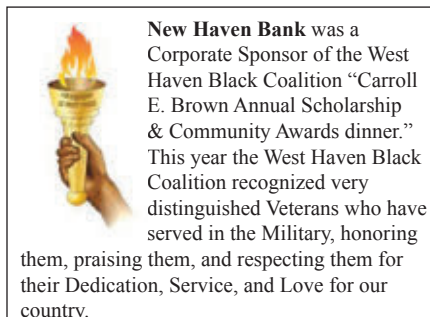 New Haven Bank was a
Corporate Sponsor of the West
Haven Black Coalition “Carroll
E. Brown Annual Scholarship
& Community Awards dinner.”
This year the West Haven Black
Coalition recognized very
distinguished Veterans who have
served in the Military, honoring
them, praising them, and respecting them for
their Dedication, Service, and Love for our
country.